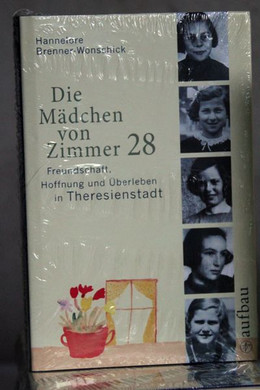 Hannelore
Brenner-Wonschick
Die
Mädchen
von
Zimmer 28
Freundschaft,
Hoffnung und Überleben
in Theresienstadt
aufbau